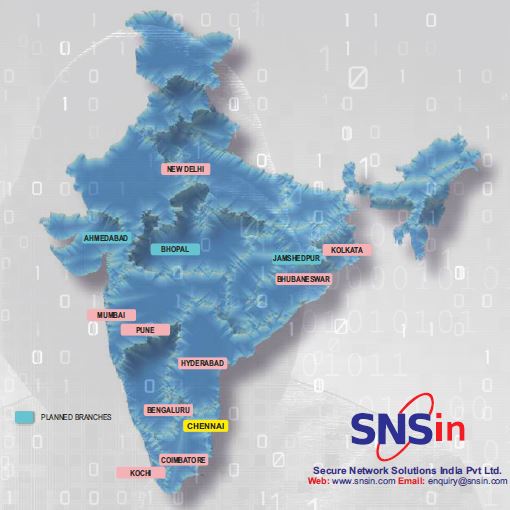 NEW DELHI
AHMEDABAD
BHOPAL
KOLKATA
JAMSHEDPUR
BHUBANESWAR
MUMBAI
PUNE
HYDERABAD
BENGALURU
PLANNED BRANCHES
CHENNAI
COIMBATORE
KOCHI
SNSin
Secure Network Solutions India Pvt Ltd.
Web: www.snsin.com Email: enquiry@snsin.com